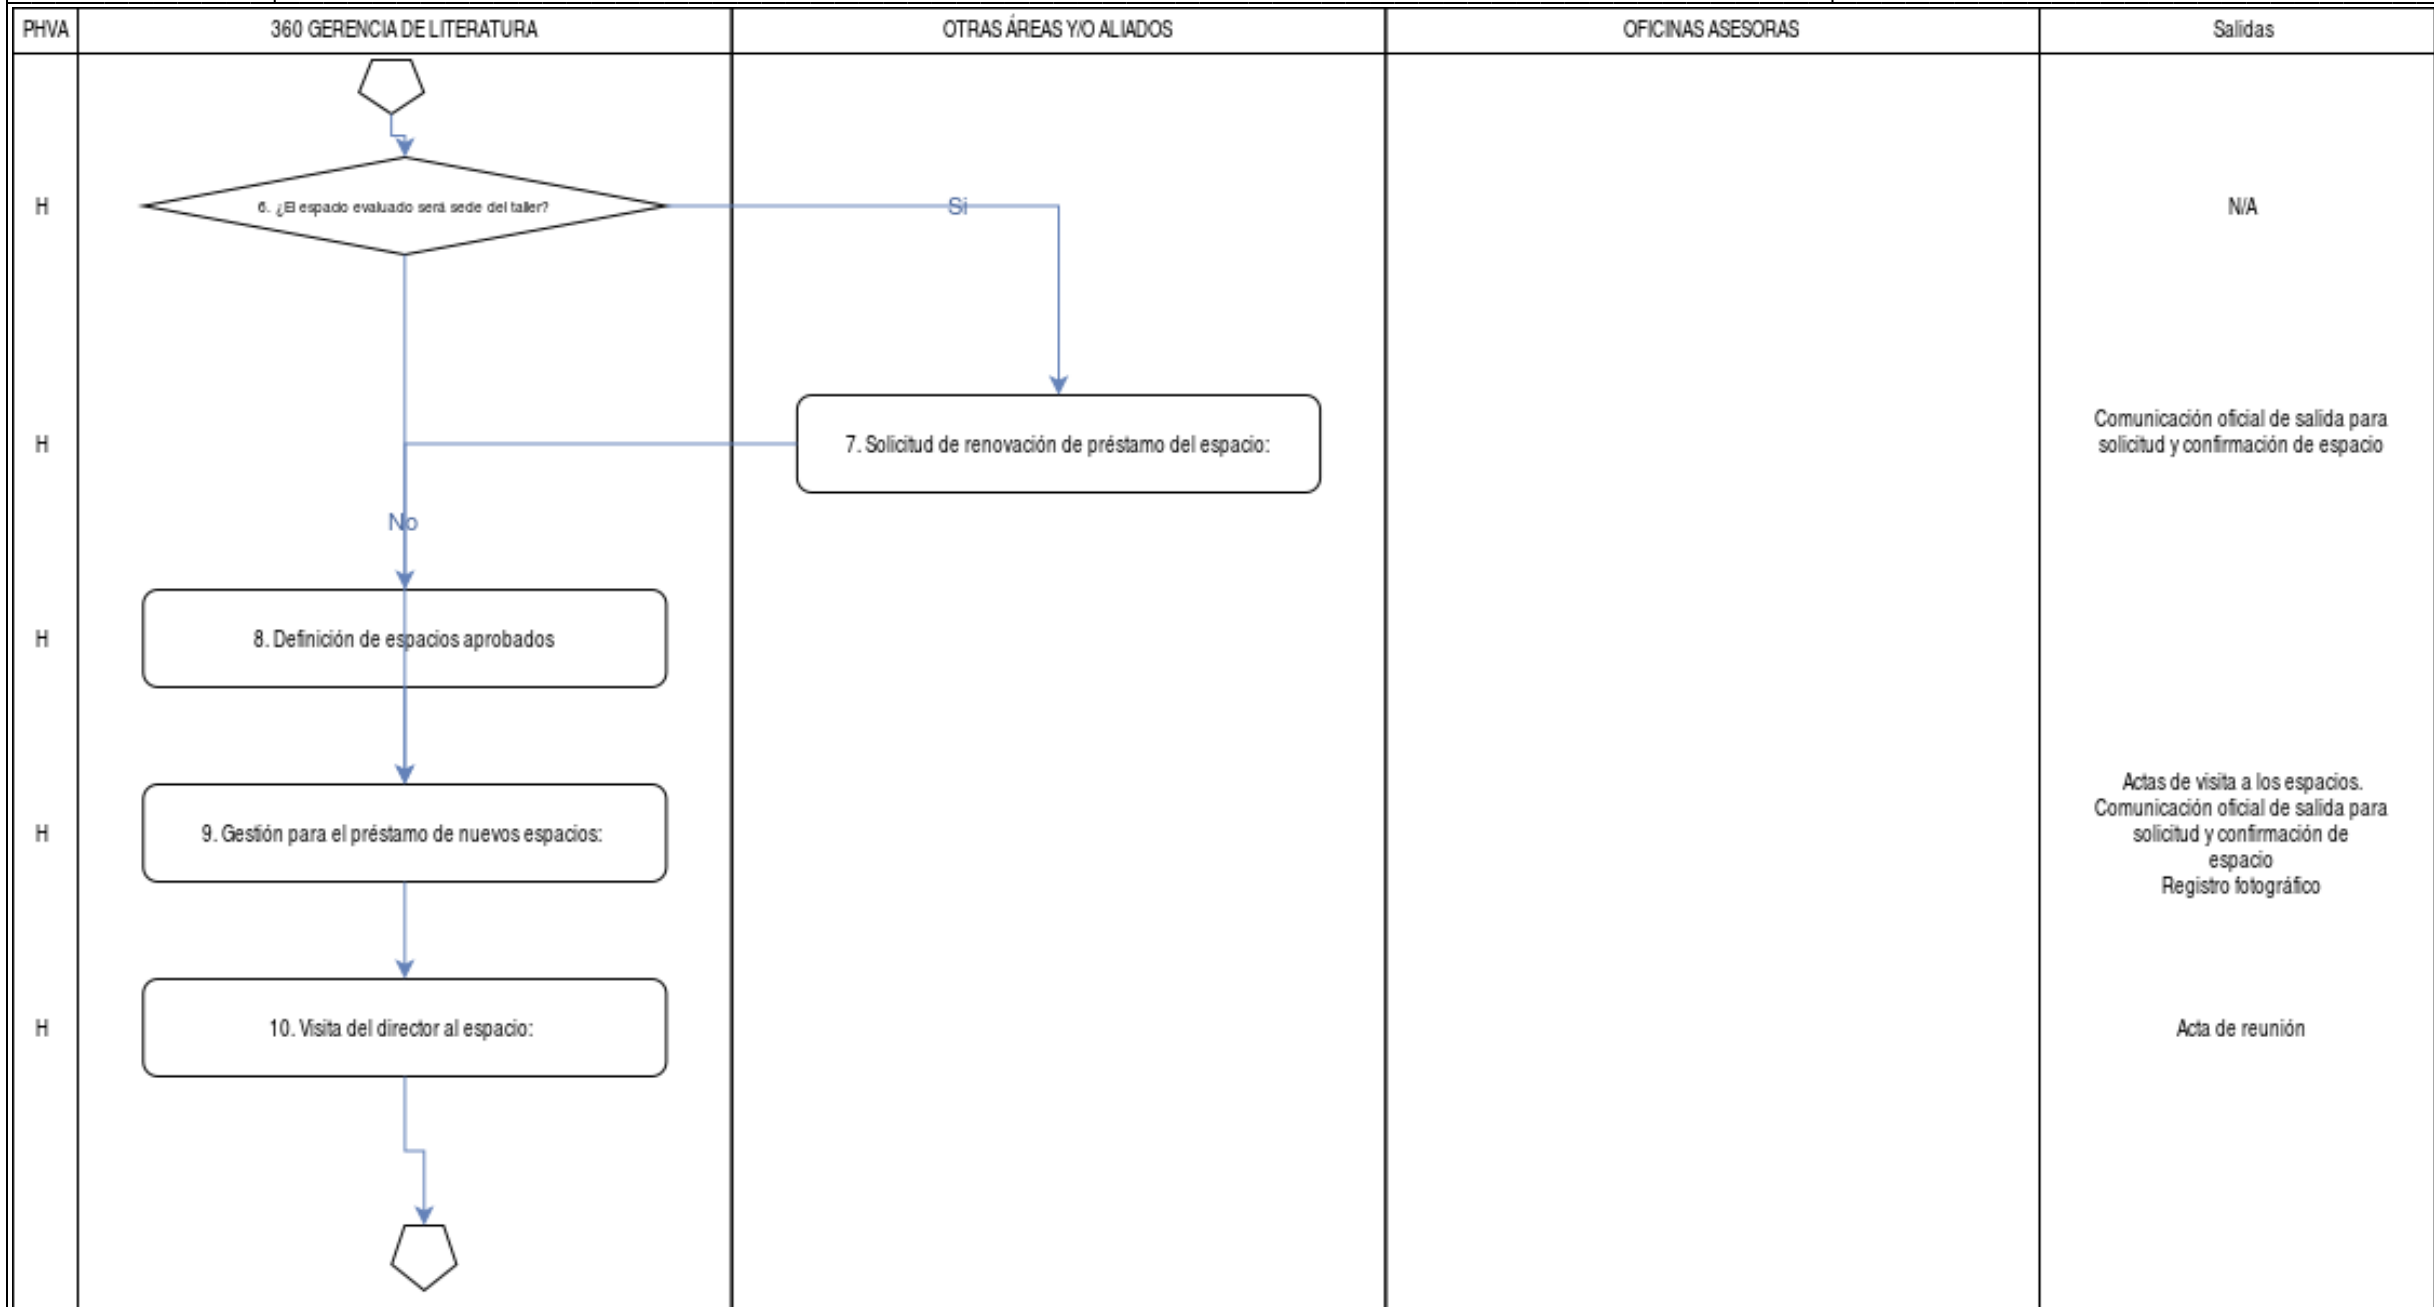 PHVA
360 GERENCIA DE LITERATURA
OTRAS ÁREAS Y/O ALIADOS
OFICINAS ASESORAS
Salidas
H
6. ¿El espacio evaluado será sede del taller?
Si
N/A
H
7. Solicitud de renovación de préstamo del espacio:
Comunicación oficial de salida para
solicitud y confirmación de espacio
No
H
8. Definición de espacios aprobados
H
9. Gestión para el préstamo de nuevos espacios:
Actas de visita a los espacios.
Comunicación oficial de salida para
solicitud y confirmación de
espacio
Registro fotográfico
H
10. Visita del director al espacio:
Acta de reunión